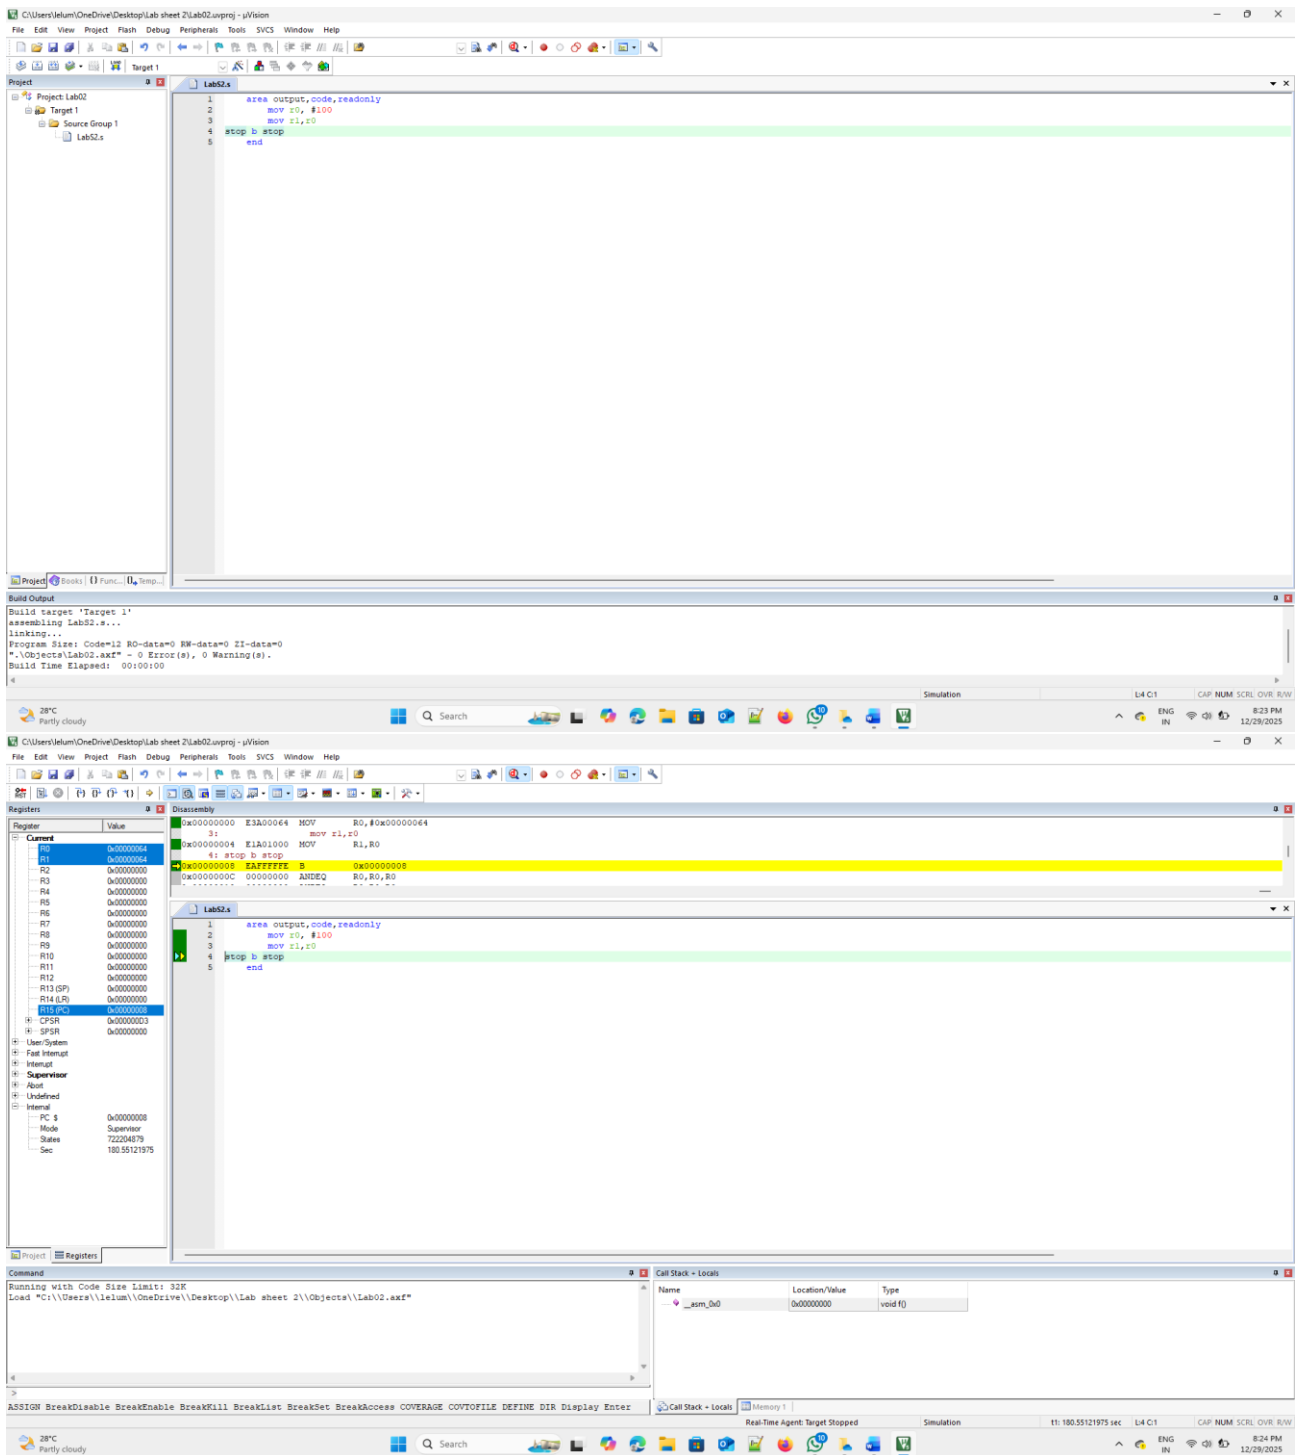 C:\Users\lelum\OneDrive\Desktop\Lab sheet 2\Lab02.uvproj - µVision
File Edit View Project Flash Debug Peripherals Tools SVCS Window Help
Target 1
Project
LabS2.s
Project: Lab02
Target 1
Source Group 1
LabS2.s
1 area output,code,readonly
2 mov r0, #100
3 mov r1,r0
4 stop b stop
5 end
Project Books {} Func... Temp...
Build Output
Build target 'Target 1'
assembling LabS2.s...
linking...
Program Size: Code=12 RO-data=0 RW-data=0 ZI-data=0
".\Objects\Lab02.axf" - 0 Error(s), 0 Warning(s).
Build Time Elapsed: 00:00:00
Simulation L:4 C:1 CAP NUM SCRL OVR R/W
28°C
Partly cloudy
Search
10
ENG
IN
8:23 PM
12/29/2025
C:\Users\lelum\OneDrive\Desktop\Lab sheet 2\Lab02.uvproj - µVision
File Edit View Project Flash Debug Peripherals Tools SVCS Window Help
Registers
Register Value
Current
R0 0x00000064
R1 0x00000064
R2 0x00000000
R3 0x00000000
R4 0x00000000
R5 0x00000000
R6 0x00000000
R7 0x00000000
R8 0x00000000
R9 0x00000000
R10 0x00000000
R11 0x00000000
R12 0x00000000
R13 (SP) 0x00000000
R14 (LR) 0x00000000
R15 (PC) 0x00000008
CPSR 0x000000D3
SPSR 0x00000000
User/System
Fast Interrupt
Interrupt
Supervisor
Abort
Undefined
Internal
PC $ 0x00000008
Mode Supervisor
States 722204879
Sec 180.55121975
Project Registers
Disassembly
0x00000000 E3A00064 MOV R0,#0x00000064
3: mov r1,r0
0x00000004 E1A01000 MOV R1,R0
4: stop b stop
0x00000008 EAFFFFFE B 0x00000008
0x0000000C 00000000 ANDEQ R0,R0,R0
LabS2.s
1 area output,code,readonly
2 mov r0, #100
3 mov r1,r0
4 stop b stop
5 end
Command
Running with Code Size Limit: 32K
Load "C:\\Users\\lelum\\OneDrive\\Desktop\\Lab sheet 2\\Objects\\Lab02.axf"
>
ASSIGN BreakDisable BreakEnable BreakKill BreakList BreakSet BreakAccess COVERAGE COVTOFILE DEFINE DIR Display Enter
Call Stack + Locals
Name Location/Value Type
__asm_0x0 0x00000000 void f()
Call Stack + Locals Memory 1
Real-Time Agent: Target Stopped Simulation t1: 180.55121975 sec L:4 C:1 CAP NUM SCRL OVR R/W
28°C
Partly cloudy
Search
10
ENG
IN
8:24 PM
12/29/2025